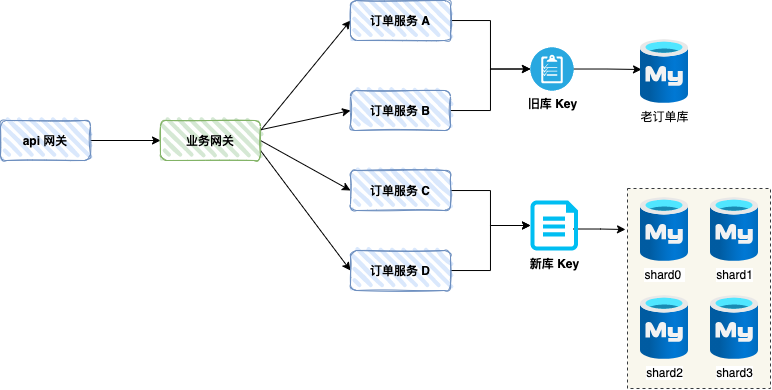 api 网关
业务网关
订单服务 A
订单服务 B
订单服务 C
订单服务 D
旧库 Key
My
老订单库
新库 Key
My
shard0
My
shard1
My
shard2
My
shard3